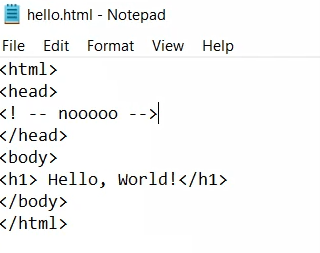 hello.html - Notepad
File Edit Format View Help
<html>
<head>
<! -- nooooo -->
</head>
<body>
<h1> Hello, World!</h1>
</body>
</html>